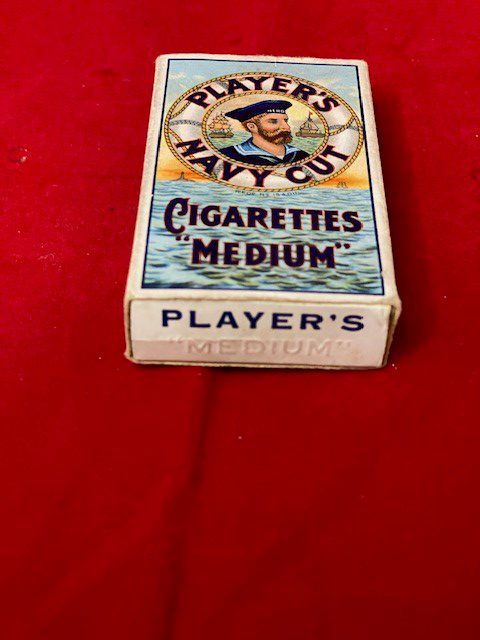 PLAYER'S
NAVY CUT
CIGARETTES
"MEDIUM"
PLAYER'S
"MEDIUM"